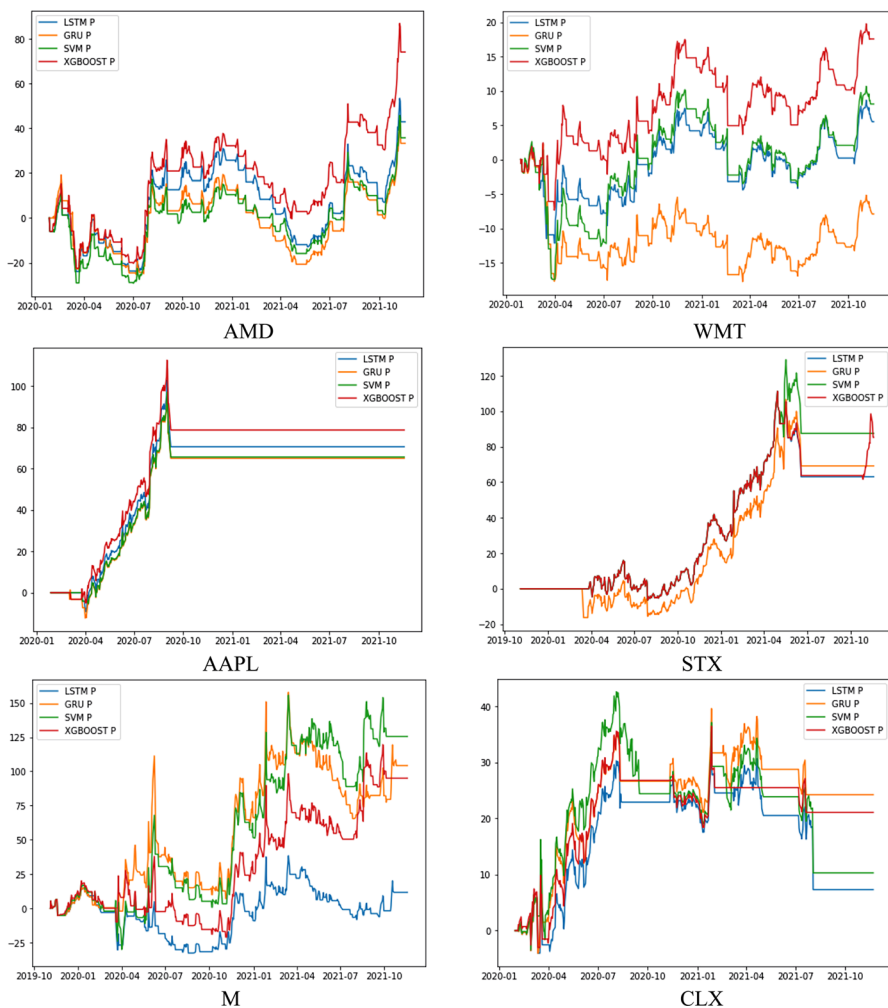 LSTM P
GRU P
SVM P
XGBOOST P
80
60
40
20
0
−20
2020-01 2020-04 2020-07 2020-10 2021-01 2021-04 2021-07 2021-10
AMD
LSTM P
GRU P
SVM P
XGBOOST P
20
15
10
5
0
−5
−10
−15
2020-01 2020-04 2020-07 2020-10 2021-01 2021-04 2021-07 2021-10
WMT
LSTM P
GRU P
SVM P
XGBOOST P
100
80
60
40
20
0
2020-01 2020-04 2020-07 2020-10 2021-01 2021-04 2021-07 2021-10
AAPL
LSTM P
GRU P
SVM P
XGBOOST P
120
100
80
60
40
20
0
−20
2019-10 2020-01 2020-04 2020-07 2020-10 2021-01 2021-04 2021-07 2021-10
STX
LSTM P
GRU P
SVM P
XGBOOST P
150
125
100
75
50
25
0
−25
2019-10 2020-01 2020-04 2020-07 2020-10 2021-01 2021-04 2021-07 2021-10
M
LSTM P
GRU P
SVM P
XGBOOST P
40
30
20
10
0
2020-01 2020-04 2020-07 2020-10 2021-01 2021-04 2021-07 2021-10
CLX